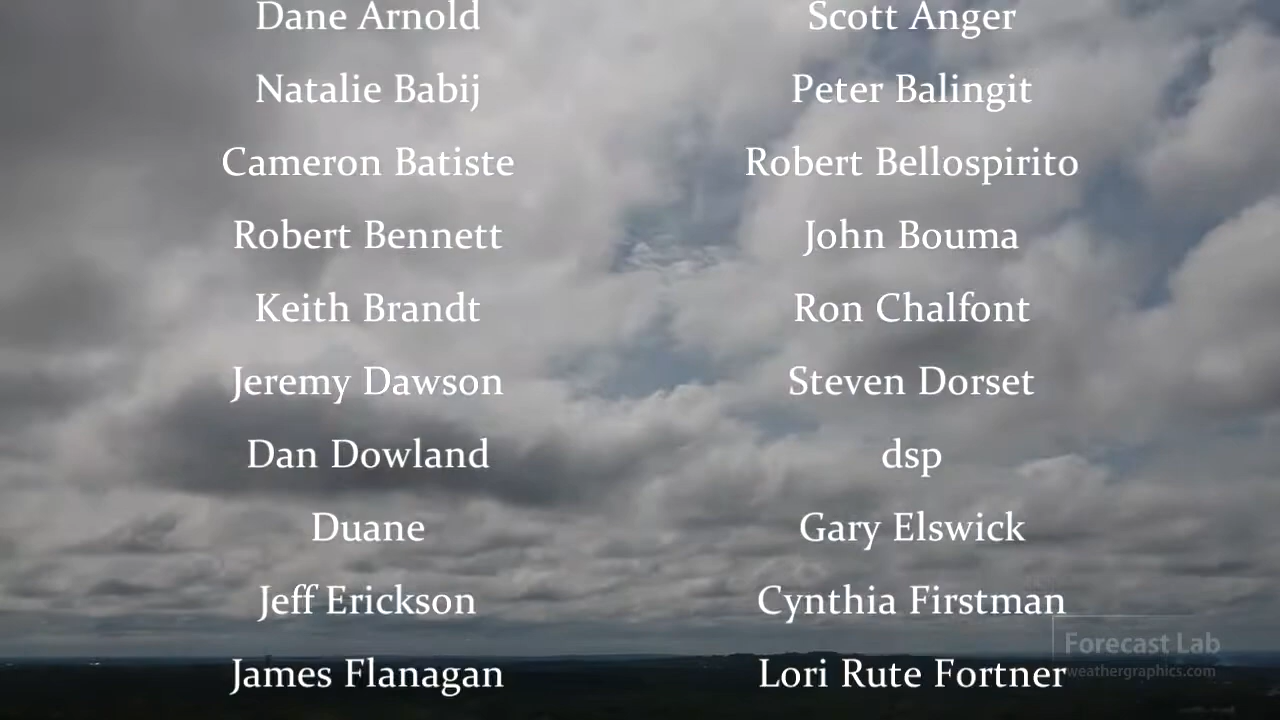 Dane Arnold
Scott Anger
Natalie Babij
Peter Balingit
Cameron Batiste
Robert Bellospirito
Robert Bennett
John Bouma
Keith Brandt
Ron Chalfont
Jeremy Dawson
Steven Dorset
Dan Dowland
dsp
Duane
Gary Elswick
Jeff Erickson
Cynthia Firstman
James Flanagan
Lori Rute Fortner
Forecast Lab
weathergraphics.com